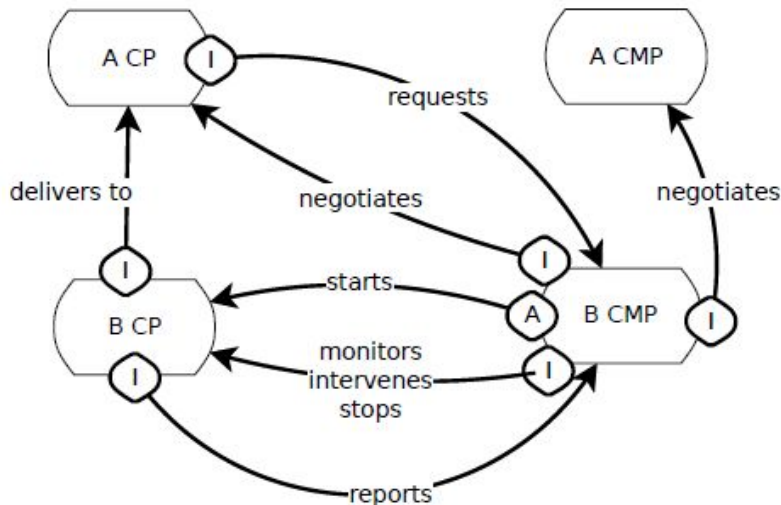 A CP
I
A CMP
requests
delivers to
negotiates
negotiates
I
I
starts
B CP
A
B CMP
I
monitors
intervenes
stops
I
I
reports